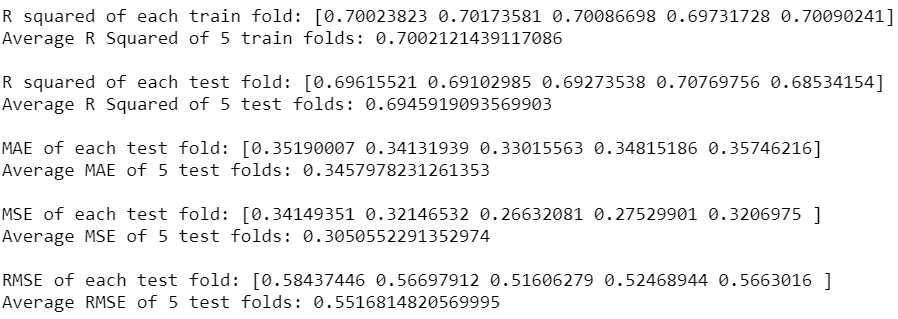 R squared of each train fold: [0.70023823 0.70173581 0.70086698 0.69731728 0.70090241]
Average R Squared of 5 train folds: 0.7002121439117086
R squared of each test fold: [0.69615521 0.69102985 0.69273538 0.70769756 0.68534154]
Average R Squared of 5 test folds: 0.6945919093569903
MAE of each test fold: [0.35190007 0.34131939 0.33015563 0.34815186 0.35746216]
Average MAE of 5 test folds: 0.3457978231261353
MSE of each test fold: [0.34149351 0.32146532 0.26632081 0.27529901 0.3206975 ]
Average MSE of 5 test folds: 0.3050552291352974
RMSE of each test fold: [0.58437446 0.56697912 0.51606279 0.52468944 0.5663016 ]
Average RMSE of 5 test folds: 0.5516814820569995